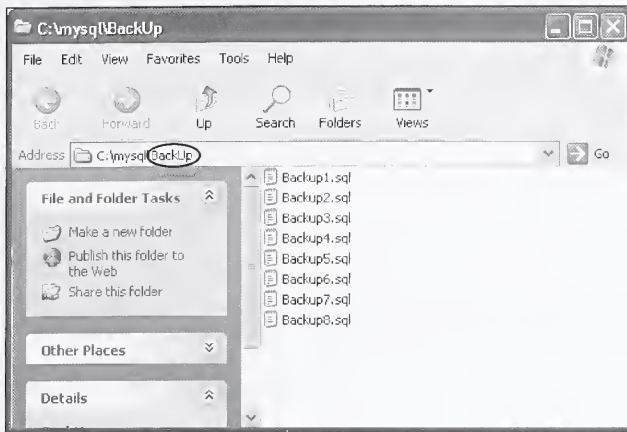 C:\mysql\BackUp
File Edit View Favorites Tools Help
Back Forward Up Search Folders Views
Address C:\mysql\BackUp Go
File and Folder Tasks
Make a new folder
Publish this folder to
the Web
Share this folder
Other Places
Details
Backup1.sql
Backup2.sql
Backup3.sql
Backup4.sql
Backup5.sql
Backup6.sql
Backup7.sql
Backup8.sql